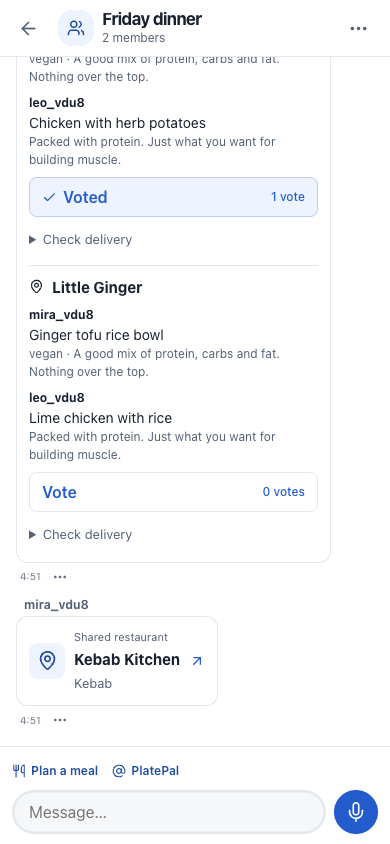 Friday dinner
2 members
vegan · A good mix of protein, carbs and fat.
Nothing over the top.
leo_vdu8
Chicken with herb potatoes
Packed with protein. Just what you want for
building muscle.
Voted
1 vote
Check delivery
Little Ginger
mira_vdu8
Ginger tofu rice bowl
vegan · A good mix of protein, carbs and fat.
Nothing over the top.
leo_vdu8
Lime chicken with rice
Packed with protein. Just what you want for
building muscle.
Vote
0 votes
Check delivery
4:51
mira_vdu8
Shared restaurant
Kebab Kitchen
Kebab
4:51
Plan a meal
PlatePal
Message...